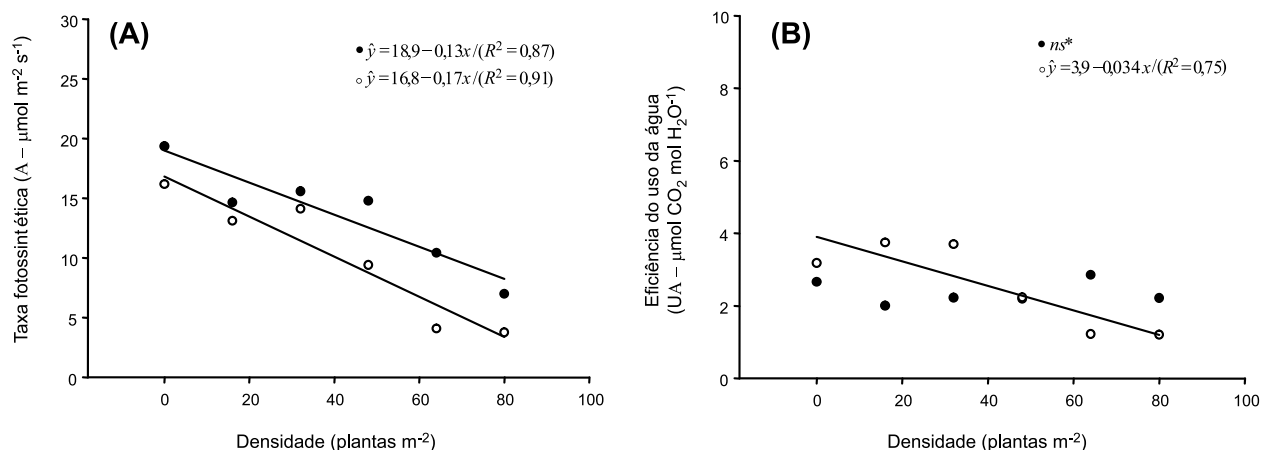 (A)
ŷ=18,9−0,13x/(R²=0,87)
ŷ=16,8−0,17x/(R²=0,91)
Taxa fotossintética (A – μmol m-2 s-1)
30
25
20
15
10
5
0
0 20 40 60 80 100
Densidade (plantas m-2)
(B)
ns*
ŷ=3,9−0,034x/(R²=0,75)
Eficiência do uso da água
(UA – μmol CO2 mol H2O-1)
10
8
6
4
2
0
0 20 40 60 80 100
Densidade (plantas m-2)